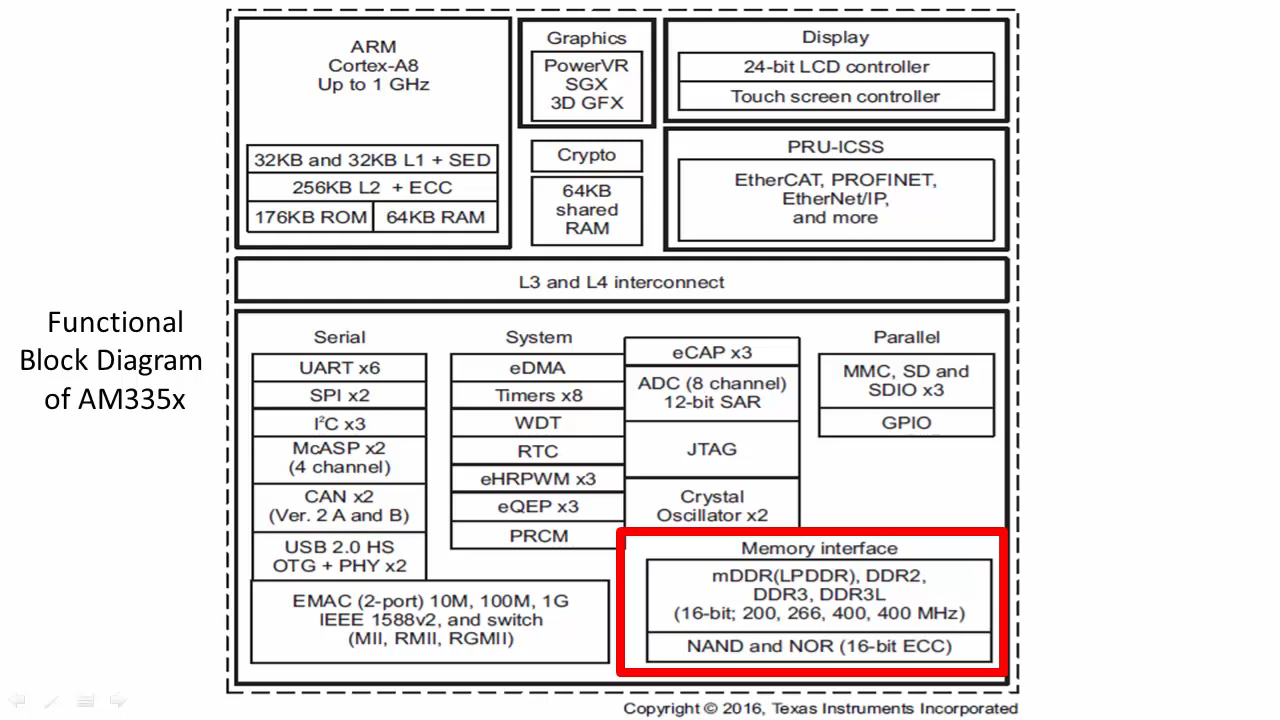 Functional
Block Diagram
of AM335x
ARM
Cortex-A8
Up to 1 GHz
32KB and 32KB L1 + SED
256KB L2 + ECC
176KB ROM
64KB RAM
Graphics
PowerVR
SGX
3D GFX
Crypto
64KB
shared
RAM
Display
24-bit LCD controller
Touch screen controller
PRU-ICSS
EtherCAT, PROFINET,
EtherNet/IP,
and more
L3 and L4 interconnect
Serial
UART x6
SPI x2
I²C x3
McASP x2
(4 channel)
CAN x2
(Ver. 2 A and B)
USB 2.0 HS
OTG + PHY x2
EMAC (2-port) 10M, 100M, 1G
IEEE 1588v2, and switch
(MII, RMII, RGMII)
System
eDMA
Timers x8
WDT
RTC
eHRPWM x3
eQEP x3
PRCM
eCAP x3
ADC (8 channel)
12-bit SAR
JTAG
Crystal
Oscillator x2
Parallel
MMC, SD and
SDIO x3
GPIO
Memory interface
mDDR(LPDDR), DDR2,
DDR3, DDR3L
(16-bit; 200, 266, 400, 400 MHz)
NAND and NOR (16-bit ECC)
Copyright © 2016, Texas Instruments Incorporated